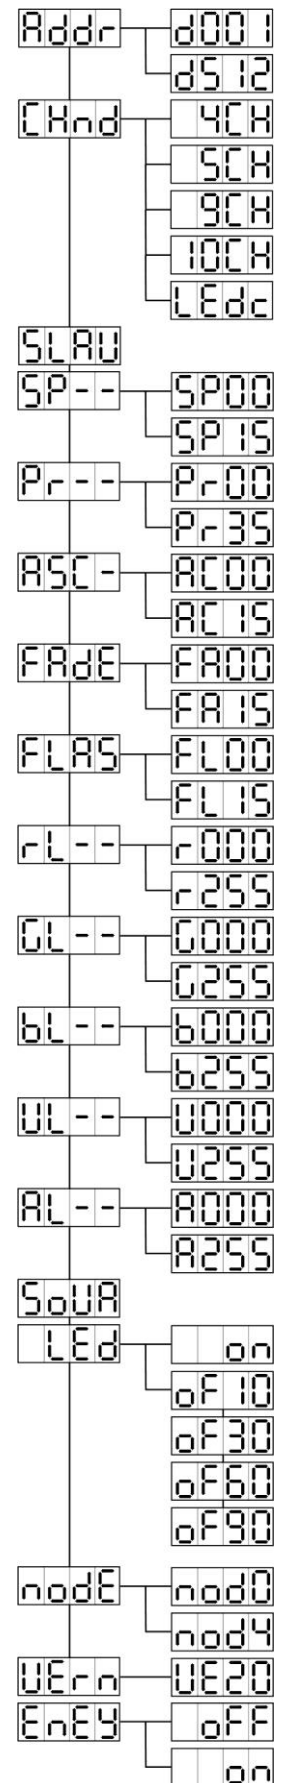 Addr d001
d512
CHnd 4CH
5CH
9CH
10CH
LEdc
SLAU
SP-- SP00
SP15
Pr-- Pr00
Pr35
ASC- AC00
AC15
FAdE FA00
FA15
FLAS FL00
FL15
rL-- r000
r255
GL-- G000
G255
bL-- b000
b255
UL-- U000
U255
AL-- A000
A255
SoUA
LEd on
oF10
oF30
oF60
oF90
nodE nod0
nod4
UErn UE20
EnEY oFF
on